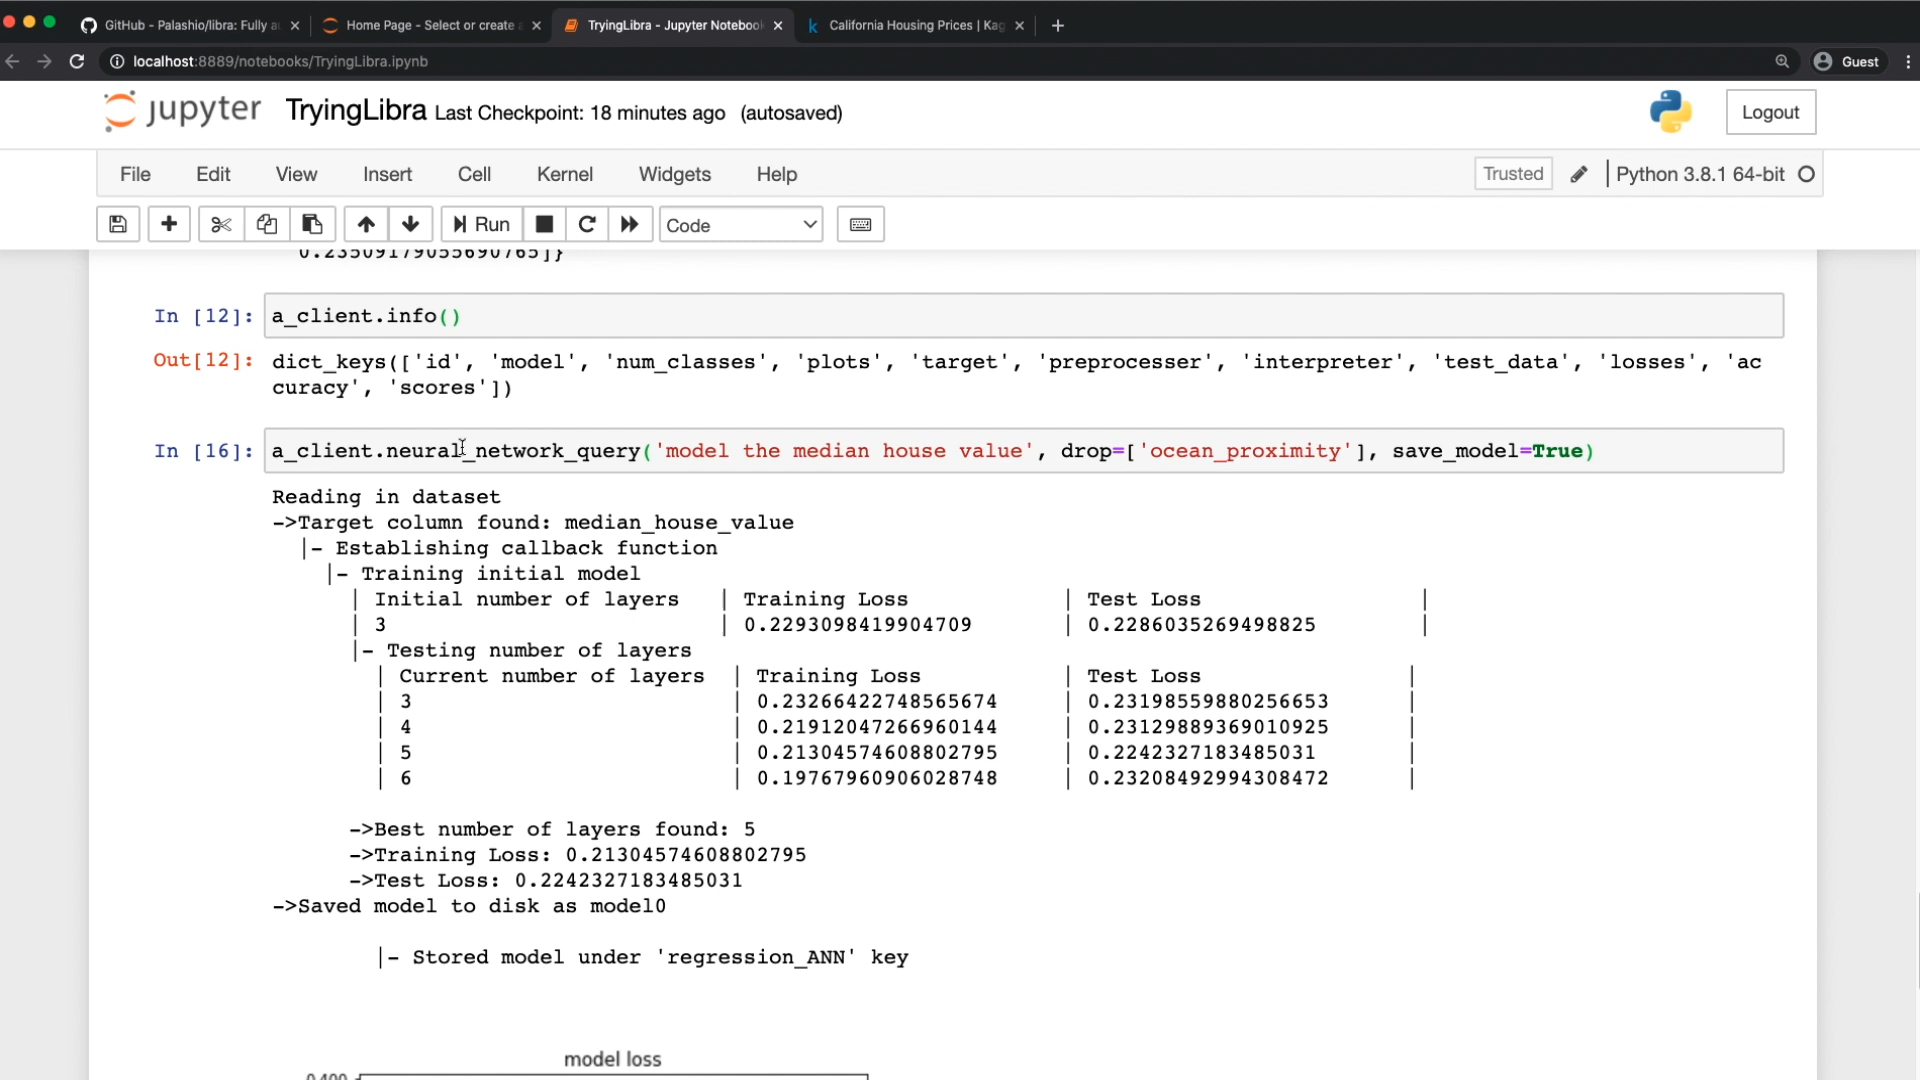 GitHub - Palashio/libra: Fully a
Home Page - Select or create a
TryingLibra - Jupyter Notebook
California Housing Prices | Kag
localhost:8889/notebooks/TryingLibra.ipynb
Guest
jupyter TryingLibra Last Checkpoint: 18 minutes ago (autosaved)
Logout
File Edit View Insert Cell Kernel Widgets Help
Trusted
Python 3.8.1 64-bit
Run
Code
0.23509179055690765]}
In [12]: a_client.info()
Out[12]: dict_keys(['id', 'model', 'num_classes', 'plots', 'target', 'preprocesser', 'interpreter', 'test_data', 'losses', 'ac
curacy', 'scores'])
In [16]: a_client.neural_network_query('model the median house value', drop=['ocean_proximity'], save_model=True)
Reading in dataset
->Target column found: median_house_value
|- Establishing callback function
|- Training initial model
| Initial number of layers | Training Loss | Test Loss |
| 3 | 0.2293098419904709 | 0.2286035269498825 |
|- Testing number of layers
| Current number of layers | Training Loss | Test Loss |
| 3 | 0.23266422748565674 | 0.23198559880256653 |
| 4 | 0.21912047266960144 | 0.23129889369010925 |
| 5 | 0.21304574608802795 | 0.2242327183485031 |
| 6 | 0.19767960906028748 | 0.23208492994308472 |
->Best number of layers found: 5
->Training Loss: 0.21304574608802795
->Test Loss: 0.2242327183485031
->Saved model to disk as model0
|- Stored model under 'regression_ANN' key
model loss
0.400